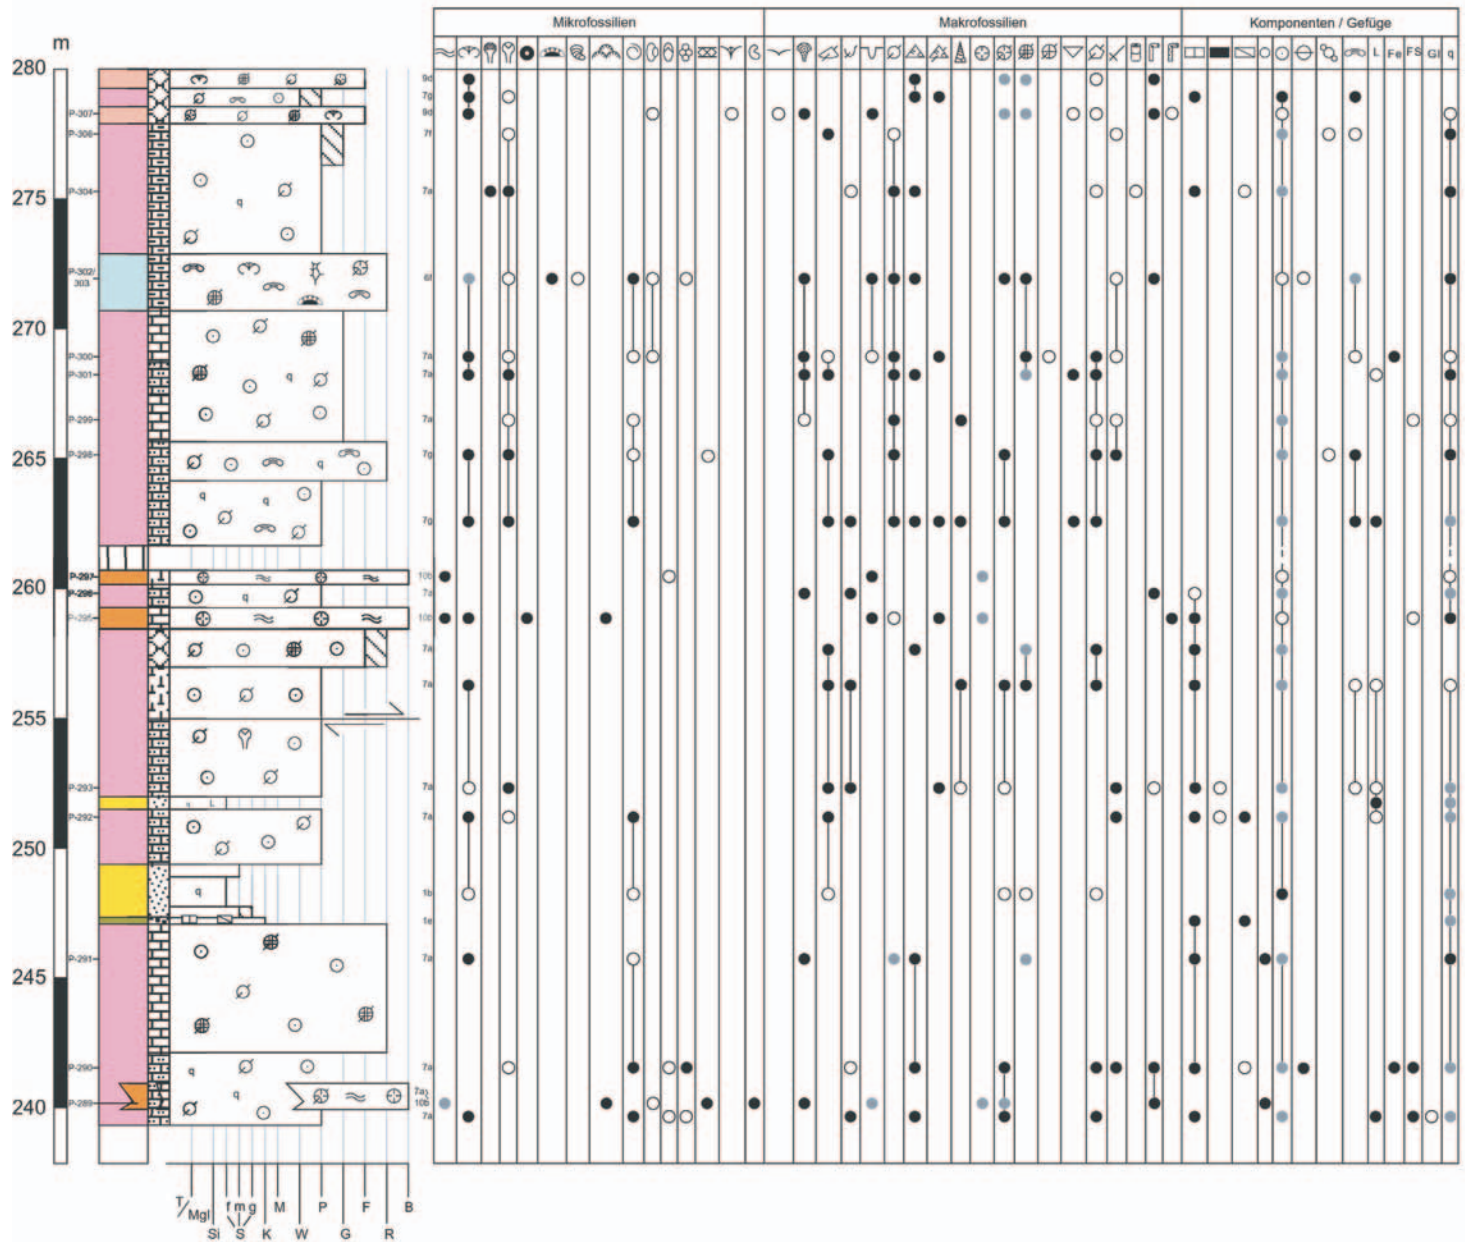 Mikrofossilien Makrofossilien Komponenten / Gefüge
m
L Fe FS Gl q
280
9d
7g
P-307 9d
P-306 7f
q
P-304 7a
275
P-302/
303 6f
270
P-300 7a
P-301 q 7a
P-299 7a
265
P-298 q 7g
q q
7g
P-297 10b
260
P-296 q 7a
P-295 10b
7a
7a
255
P-293 7a
q L
P-292 7a
250
q 1b
1e
P-291 7a
245
P-290 q 7a
q 7a
P-289 10b
240
7a
T/Mgl f m g M P F B
Si S K W G R